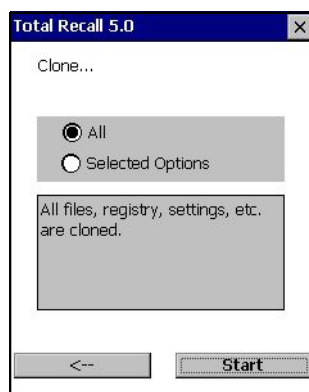 Total Recall 5.0
Clone...
All
Selected Options
All files, registry, settings, etc.
are cloned.
<-- Start